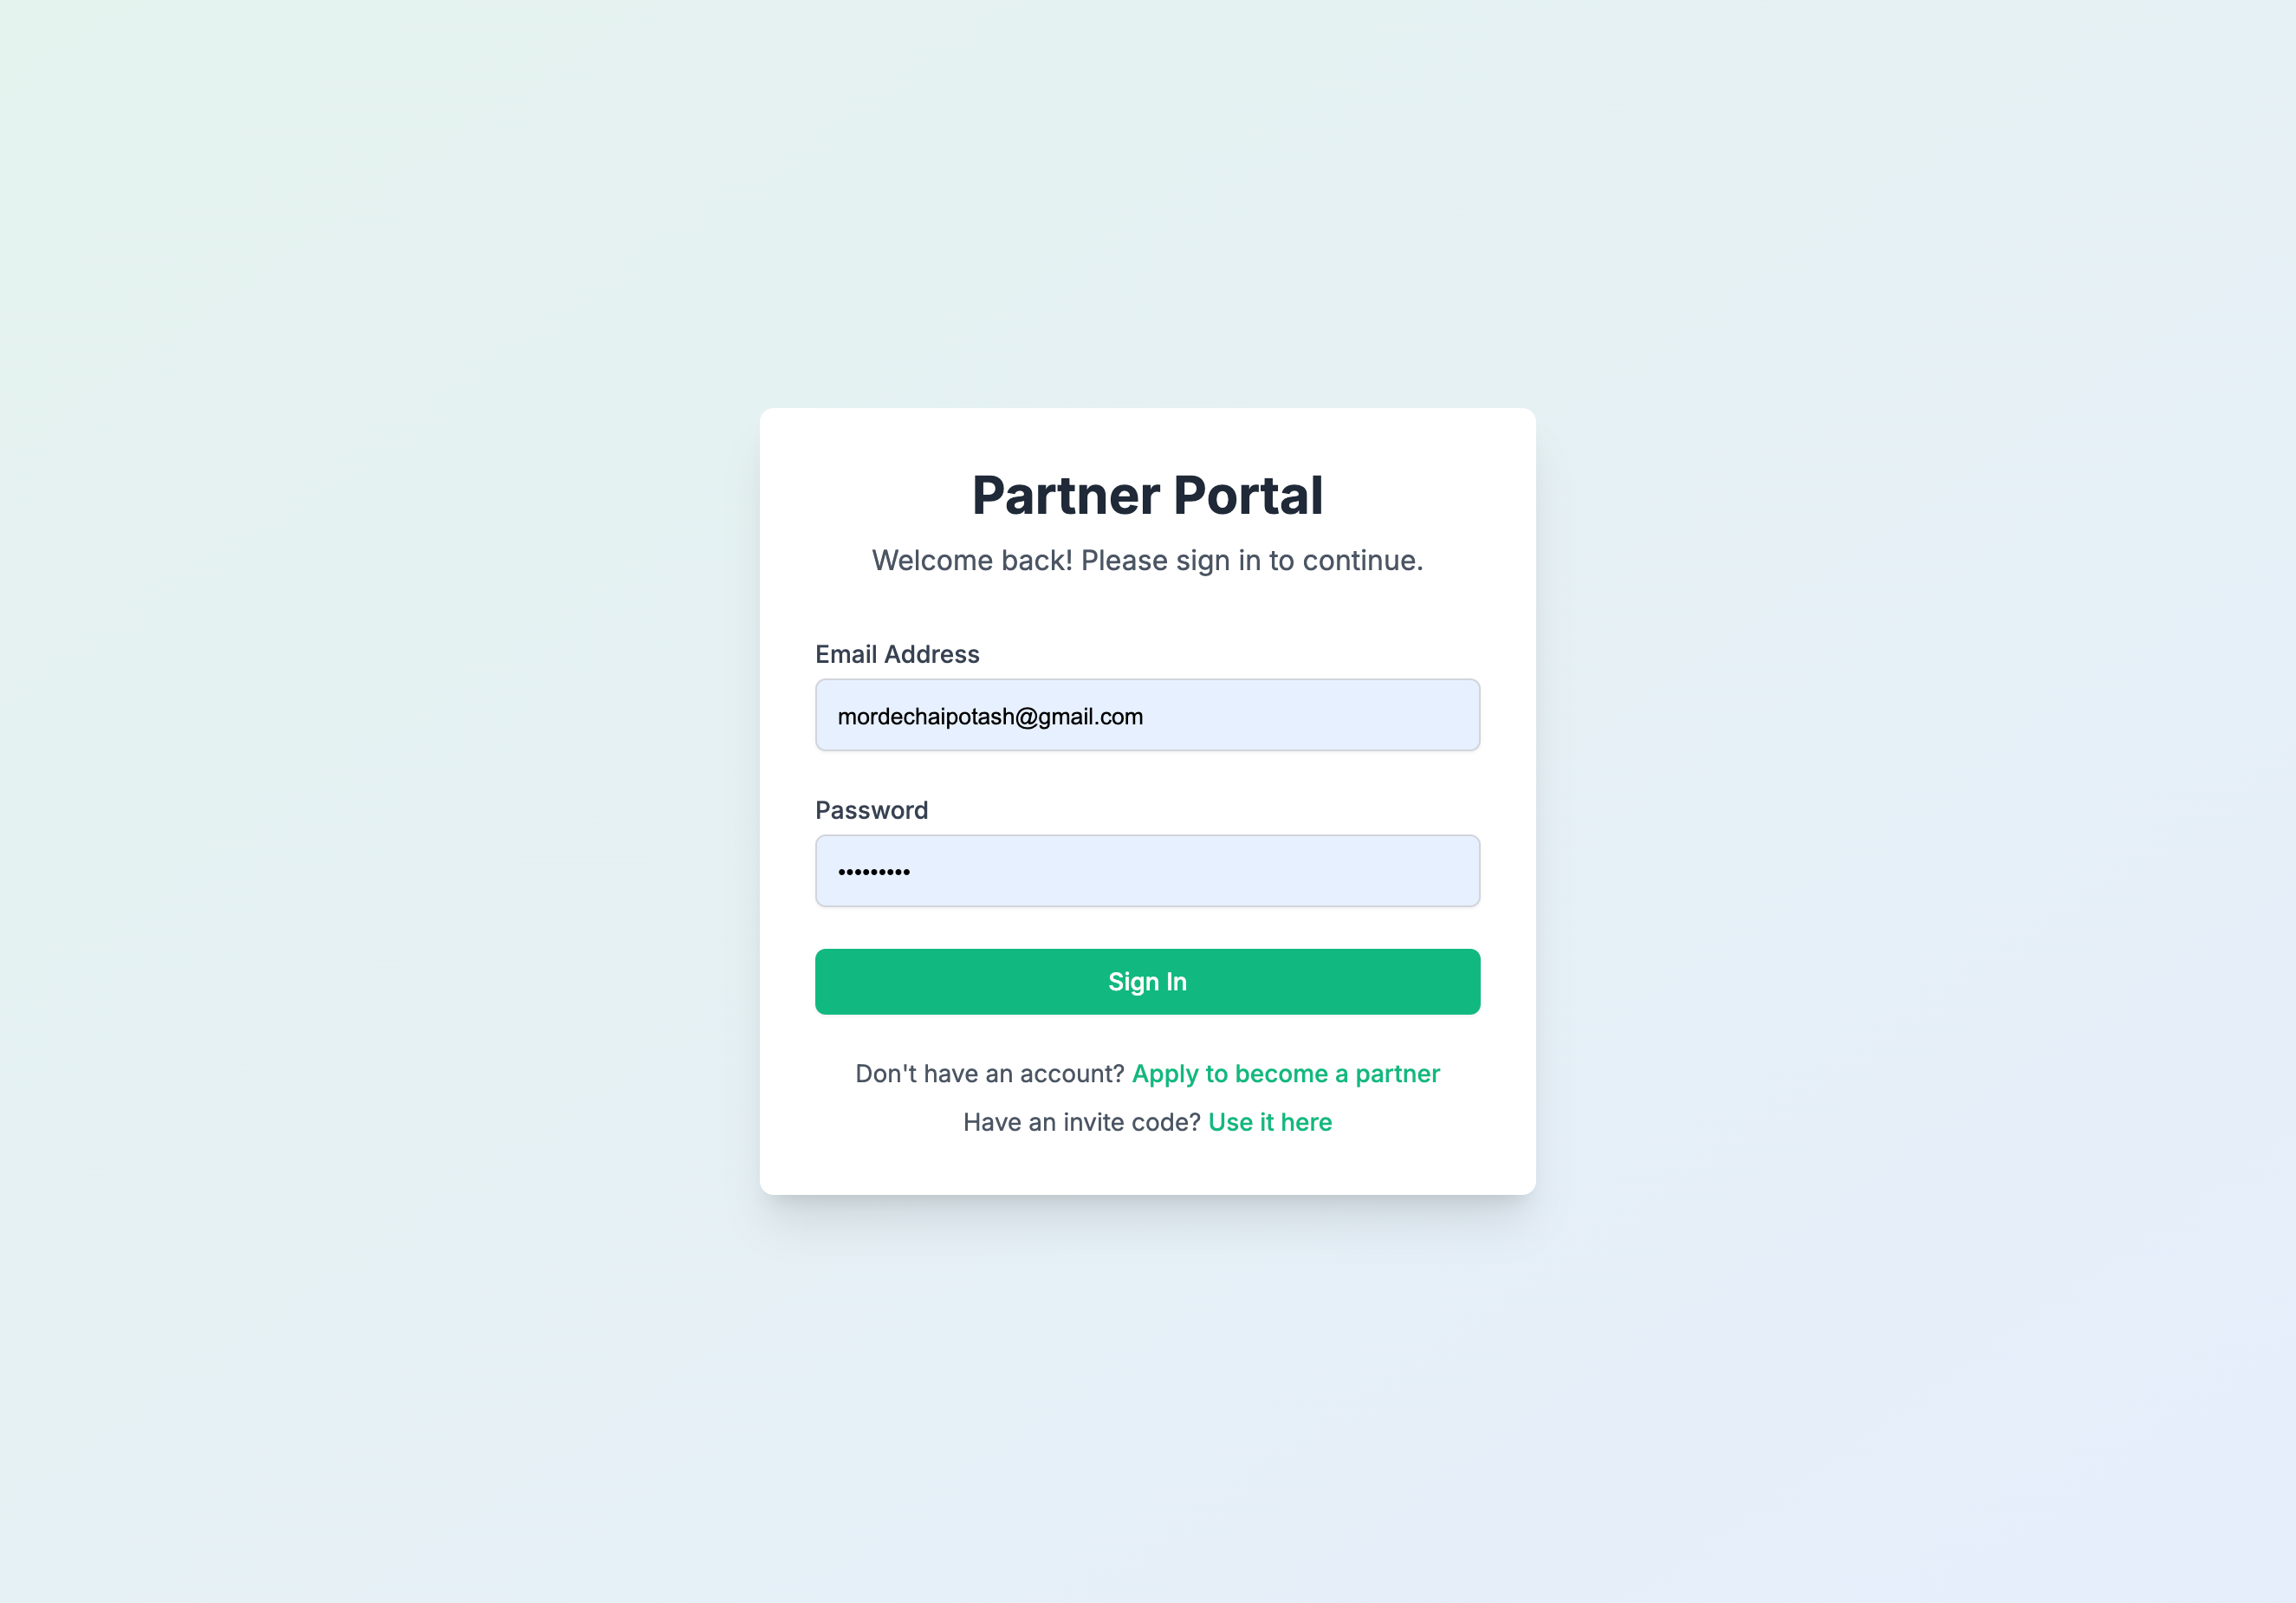 Partner Portal
Welcome back! Please sign in to continue.
Email Address
mordechaipotash@gmail.com
Password
•••••••••
Sign In
Don't have an account? Apply to become a partner
Have an invite code? Use it here